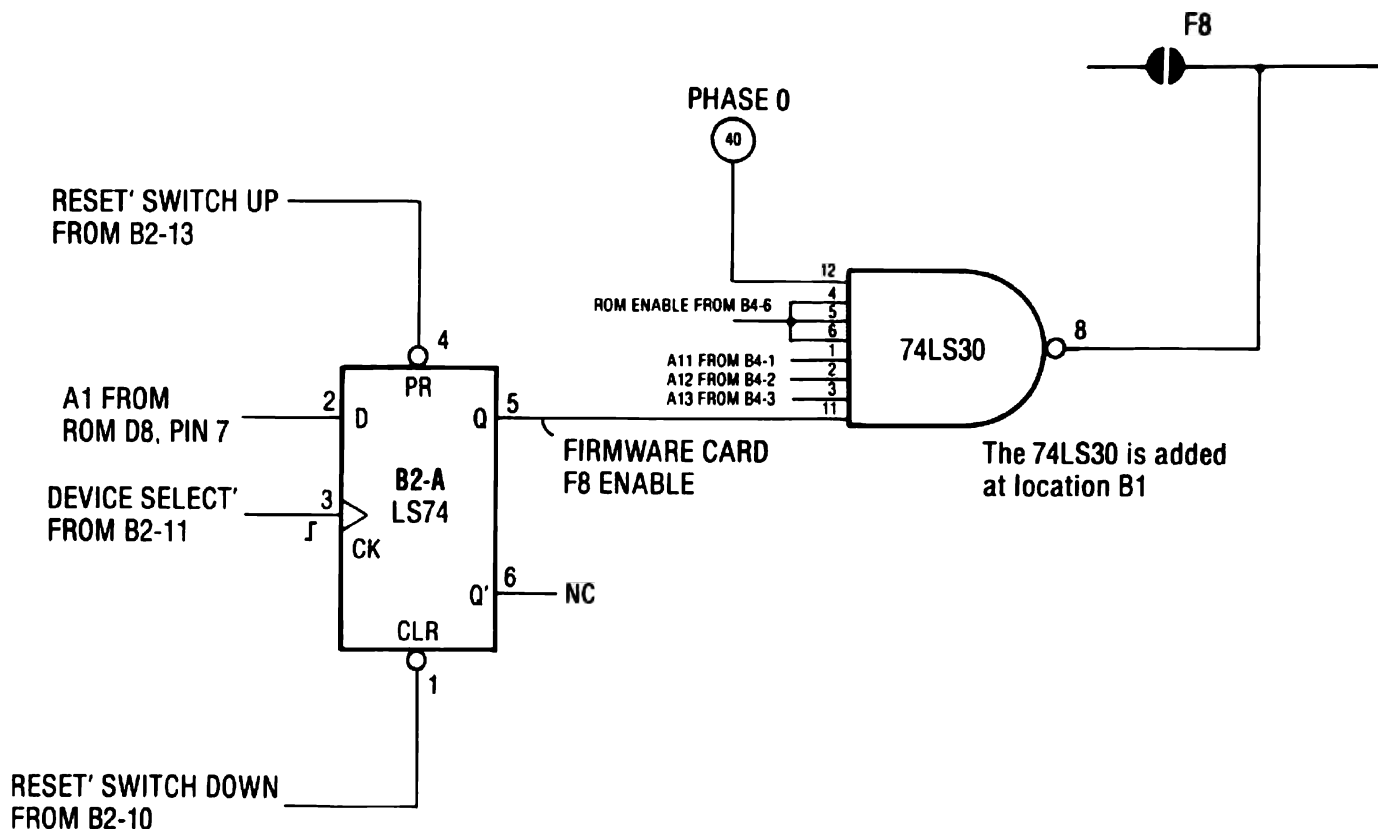 F8
PHASE 0
40
RESET' SWITCH UP
FROM B2-13
12
ROM ENABLE FROM B4-6
4
5
6
74LS30
8
4
A11 FROM B4-1
1
A12 FROM B4-2
2
A13 FROM B4-3
3
11
PR
A1 FROM
ROM D8, PIN 7
2
D
Q
5
FIRMWARE CARD
F8 ENABLE
The 74LS30 is added
at location B1
B2-A
LS74
DEVICE SELECT'
FROM B2-11
3
CK
Q'
6
NC
CLR
1
RESET' SWITCH DOWN
FROM B2-10